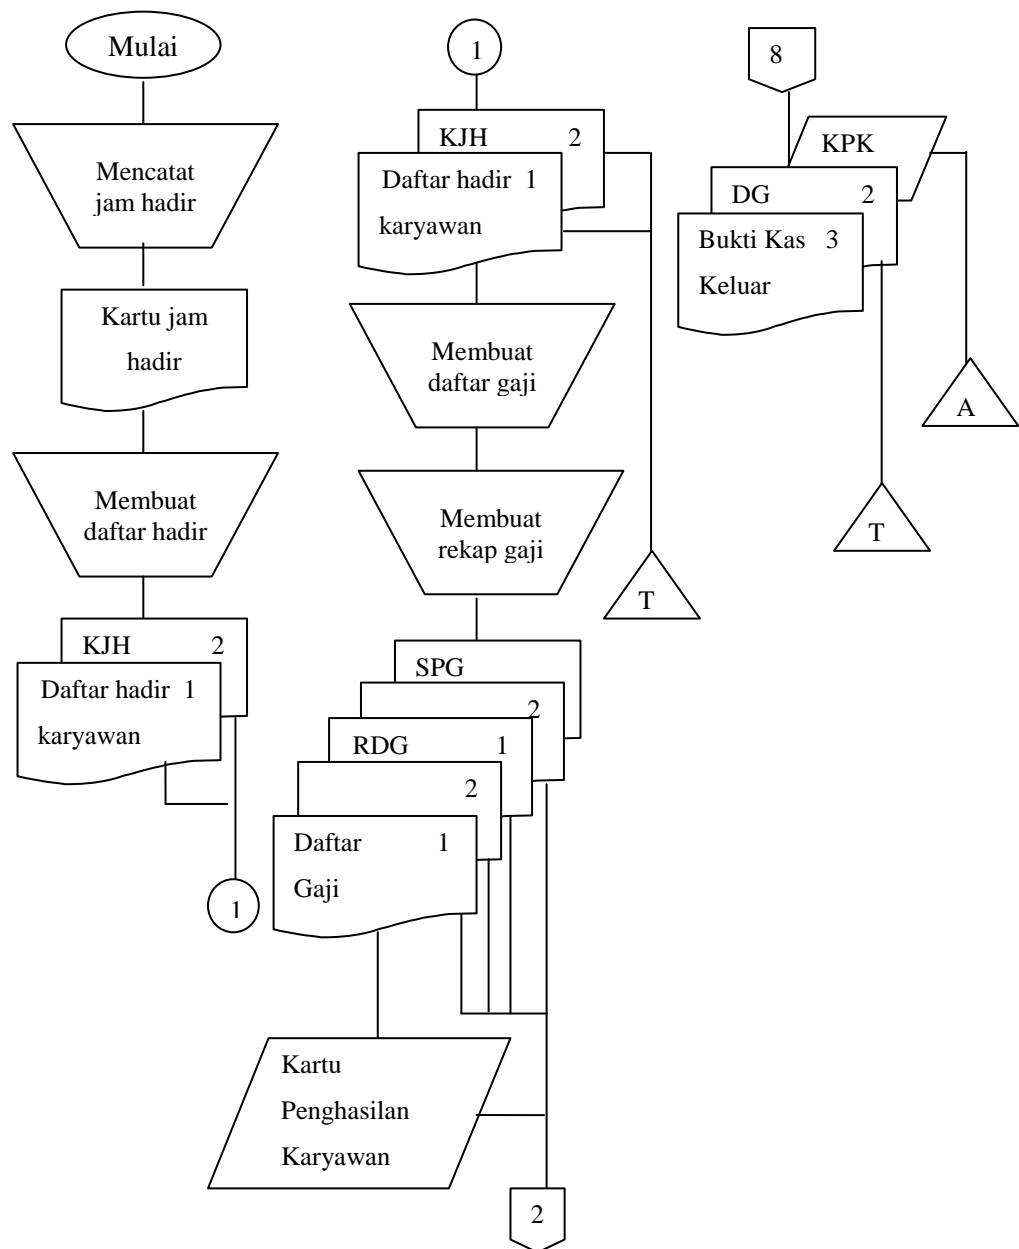 Mulai
Mencatat
jam hadir
Kartu jam
hadir
Membuat
daftar hadir
KJH 2
Daftar hadir 1
karyawan
1
1
KJH 2
Daftar hadir 1
karyawan
Membuat
daftar gaji
Membuat
rekap gaji
T
SPG
2
RDG 1
2
Daftar 1
Gaji
Kartu
Penghasilan
Karyawan
2
8
KPK
DG 2
Bukti Kas 3
Keluar
A
T